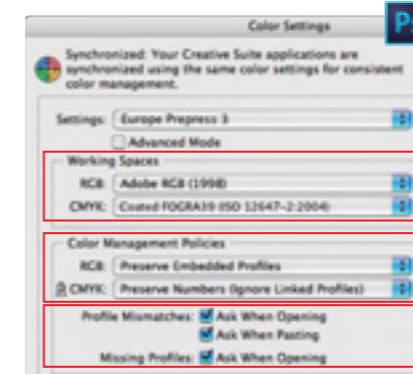 Color Settings
Ps
Synchronized: Your Creative Suite applications are
synchronized using the same color settings for consistent
color management.
Settings: Europe Prepress 3
Advanced Mode
Working Spaces
RGB: Adobe RGB (1998)
CMYK: Coated FOGRA39 (ISO 12647-2:2004)
Color Management Policies
RGB: Preserve Embedded Profiles
CMYK: Preserve Numbers (Ignore Linked Profiles)
Profile Mismatches: Ask When Opening
Ask When Pasting
Missing Profiles: Ask When Opening